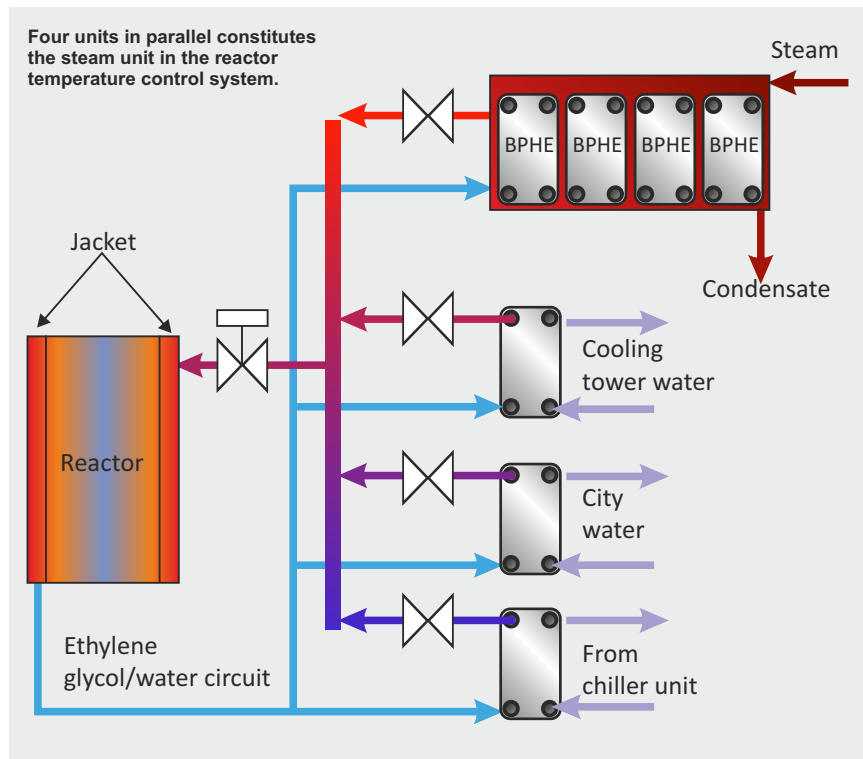 Four units in parallel constitutes
the steam unit in the reactor
temperature control system.
Steam
BPHE
BPHE
BPHE
BPHE
Condensate
Jacket
Cooling
tower water
Reactor
City
water
Ethylene
glycol/water circuit
From
chiller unit